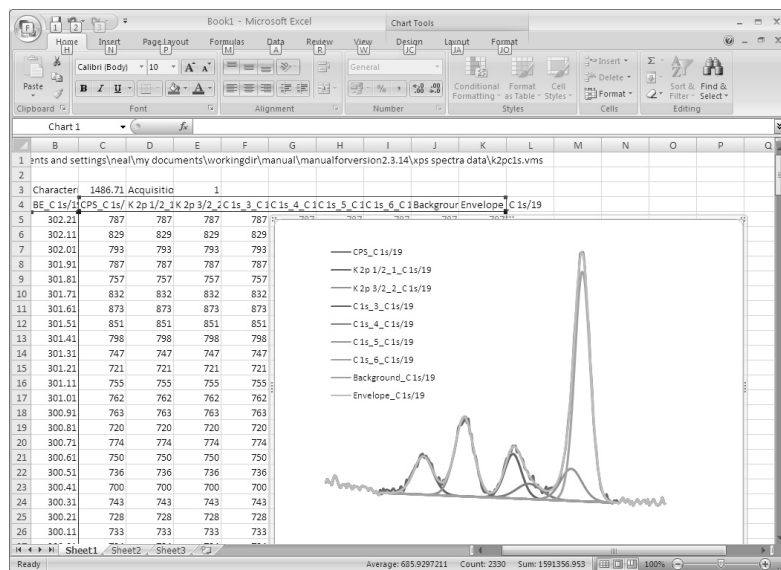 Book1 - Microsoft Excel
Chart Tools
Home Insert Page Layout Formulas Data Review View Design Layout Format
F 1 2 3 H N P M A R W JC JA JO
Calibri (Body) 10 A A General
Paste B I U % , .0 .00
Conditional Formatting Format as Table Cell Styles
Insert Delete Format
Sort & Filter Find & Select
Clipboard Font Alignment Number Styles Cells Editing
Chart 1 fx
B C D E F G H I J K L M N O P Q
1 ents and settings\neal\my documents\workingdir\manual\manualforversion2.3.14\xps spectra data\k2pc1s.vms
2
3 Character 1486.71 Acquisitio 1
4 BE_C 1s/19 CPS_C 1s/ K 2p 1/2_1 K 2p 3/2_2 C 1s_3_C 1 C 1s_4_C 1 C 1s_5_C 1 C 1s_6_C 1 Backgrour Envelope_C 1s/19
5 302.21 787 787 787 787
6 302.11 829 829 829 829
7 302.01 793 793 793 793
8 301.91 787 787 787 787
9 301.81 757 757 757 757
10 301.71 832 832 832 832
11 301.61 873 873 873 873
12 301.51 851 851 851 851
13 301.41 798 798 798 798
14 301.31 747 747 747 747
15 301.21 721 721 721 721
16 301.11 755 755 755 755
17 301.01 762 762 762 762
18 300.91 763 763 763 763
19 300.81 720 720 720 720
20 300.71 774 774 774 774
21 300.61 750 750 750 750
22 300.51 736 736 736 736
23 300.41 700 700 700 700
24 300.31 743 743 743 743
25 300.21 728 728 728 728
26 300.11 733 733 733 733
CPS_C 1s/19
K 2p 1/2_1_C 1s/19
K 2p 3/2_2_C 1s/19
C 1s_3_C 1s/19
C 1s_4_C 1s/19
C 1s_5_C 1s/19
C 1s_6_C 1s/19
Background_C 1s/19
Envelope_C 1s/19
Sheet1 Sheet2 Sheet3
Ready Average: 685.9297211 Count: 2330 Sum: 1591356.953 100%